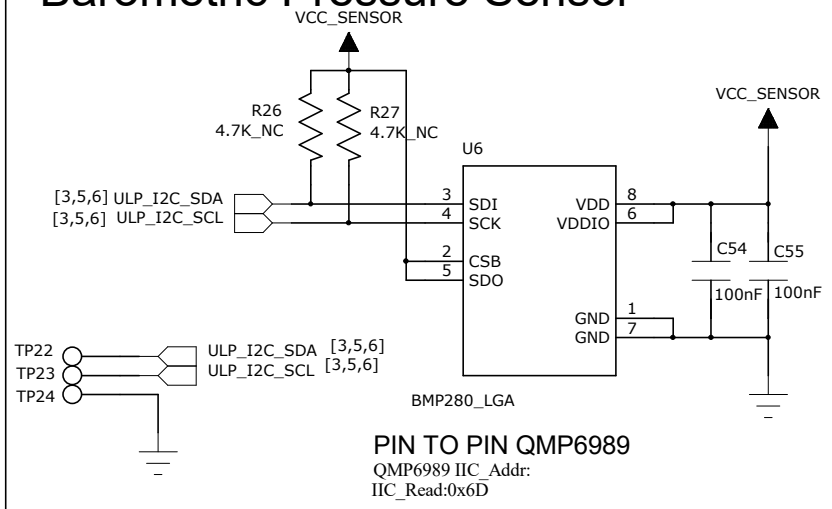 Barometric Pressure Sensor
VCC_SENSOR
R26
4.7K_NC
R27
4.7K_NC
VCC_SENSOR
U6
[3,5,6] ULP_I2C_SDA
[3,5,6] ULP_I2C_SCL
3 SDI
4 SCK
2 CSB
5 SDO
VDD 8
VDDIO 6
GND 1
GND 7
C54
100nF
C55
100nF
BMP280_LGA
TP22
TP23
TP24
ULP_I2C_SDA [3,5,6]
ULP_I2C_SCL [3,5,6]
PIN TO PIN QMP6989
QMP6989 IIC_Addr:
IIC_Read:0x6D